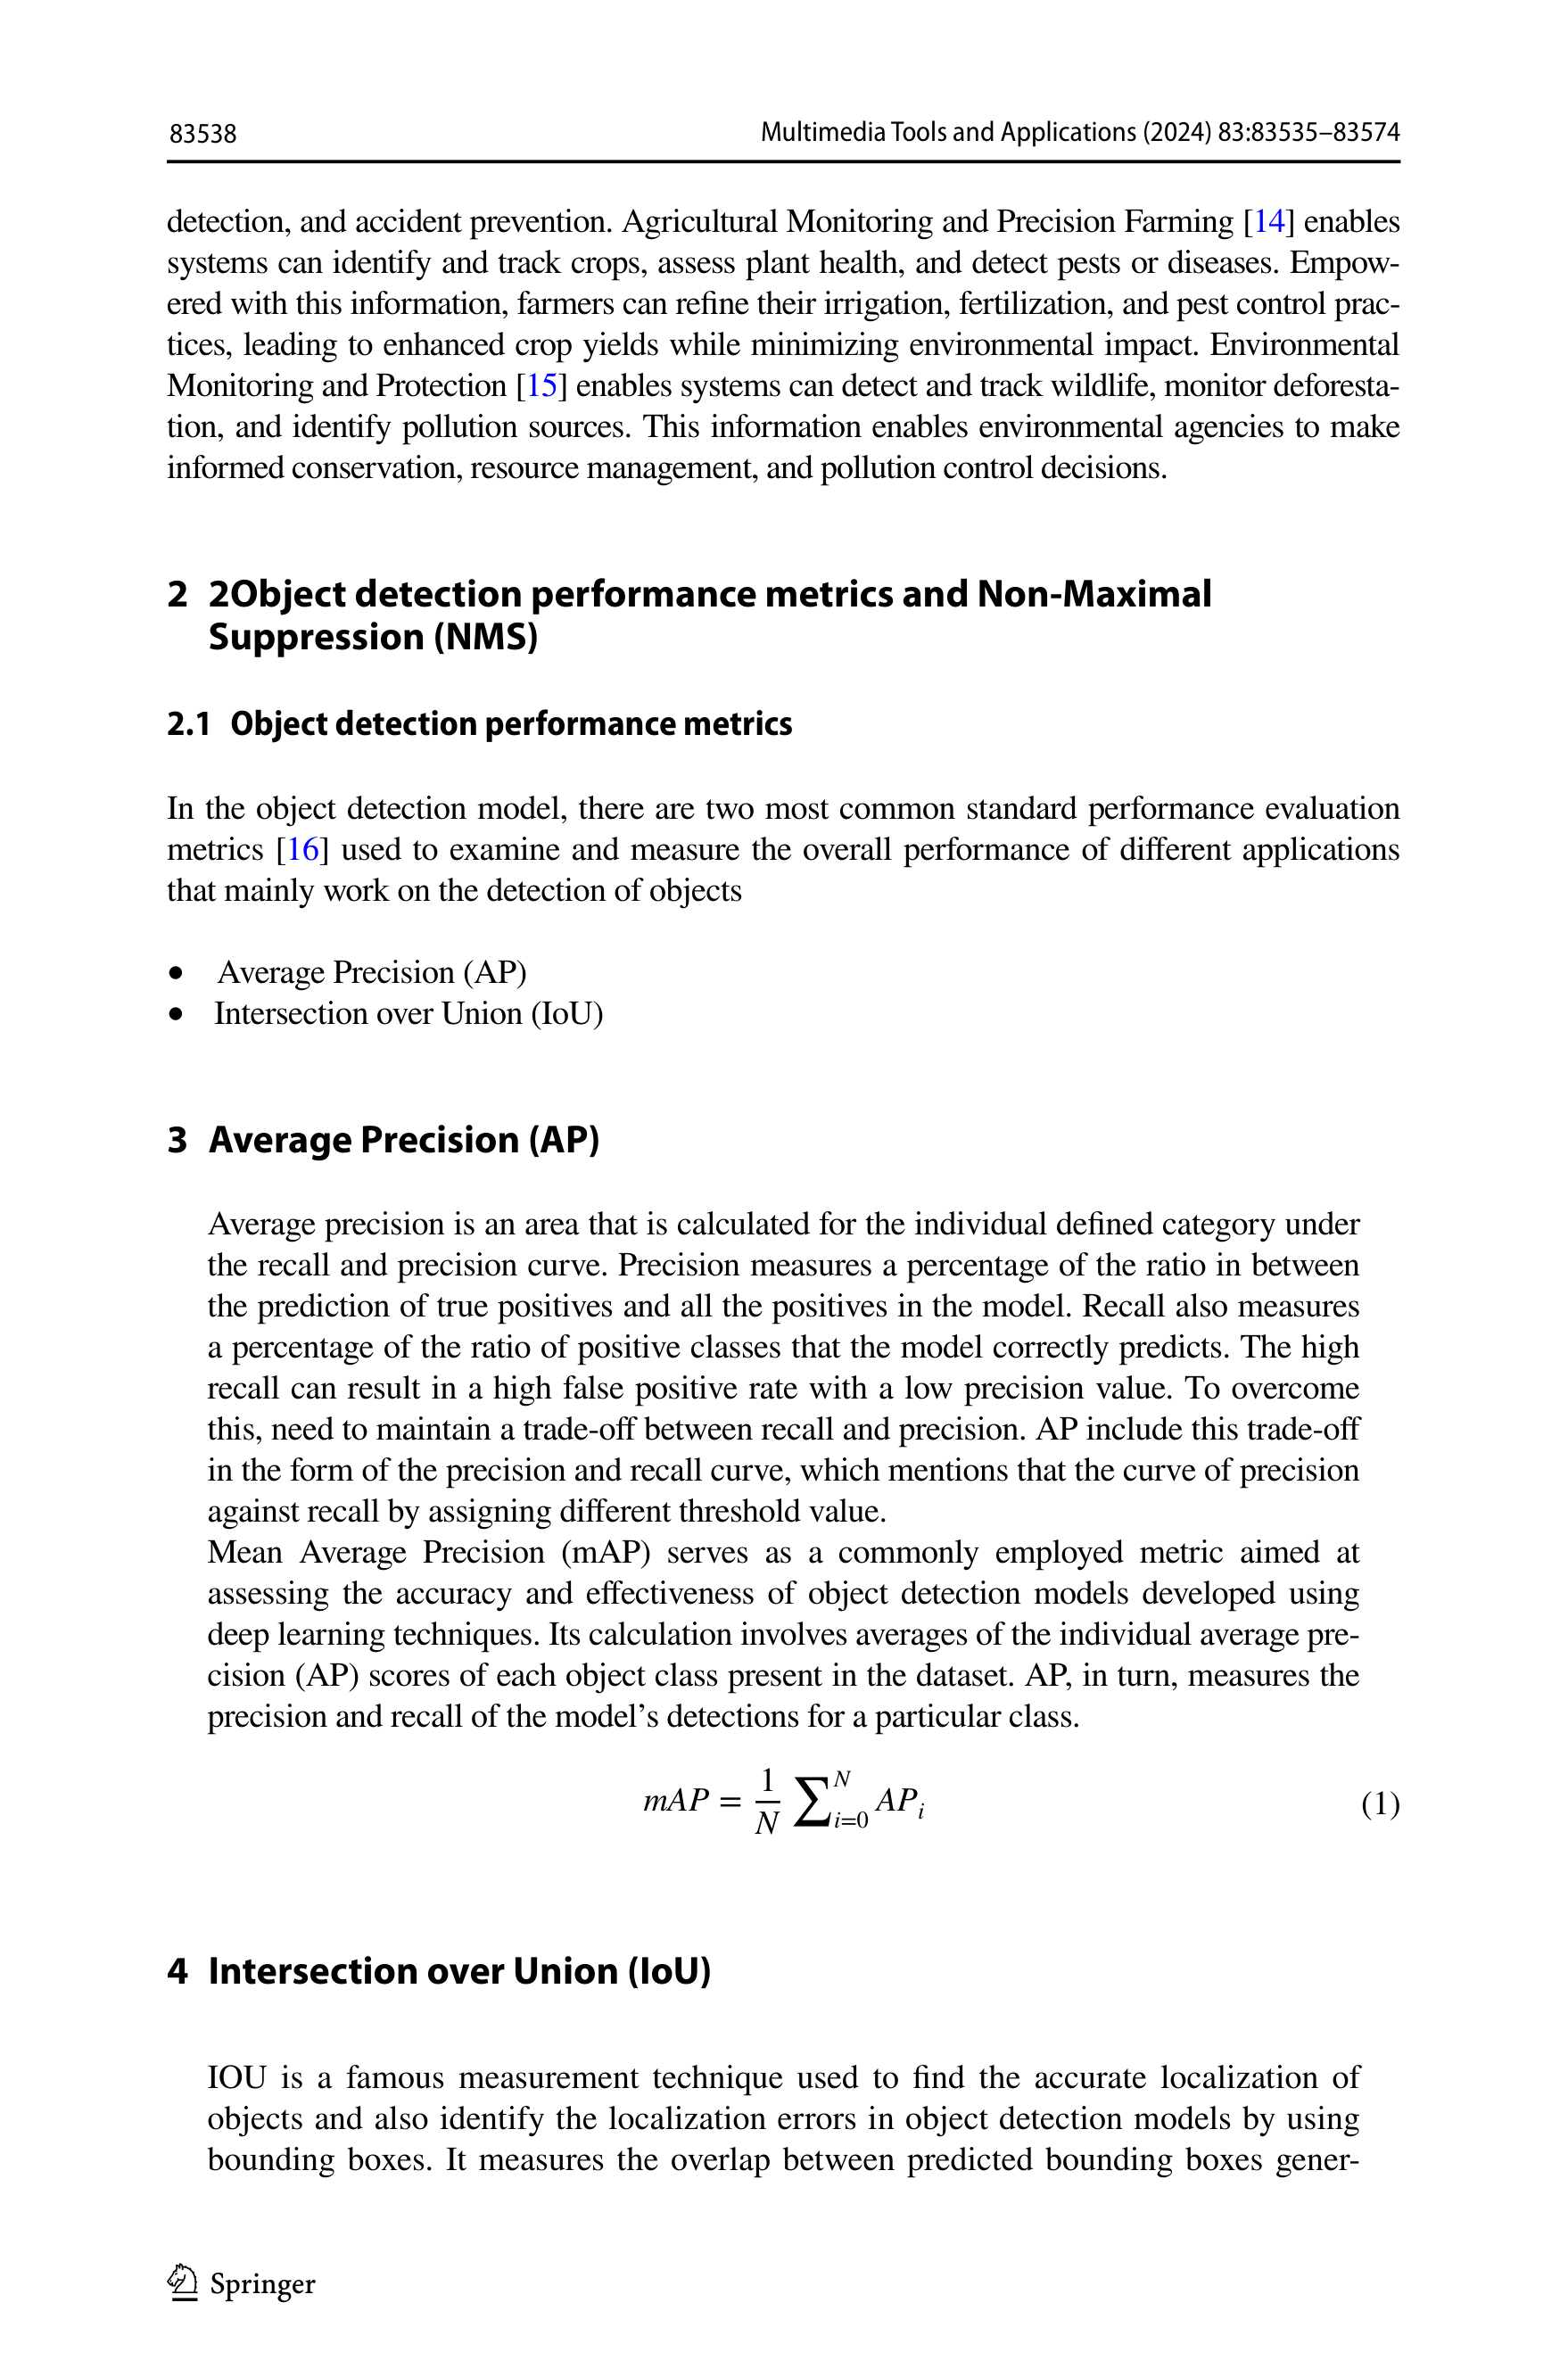 83538
Multimedia Tools and Applications (2024) 83:83535–83574
detection, and accident prevention. Agricultural Monitoring and Precision Farming [14] enables
systems can identify and track crops, assess plant health, and detect pests or diseases. Empow-
ered with this information, farmers can refine their irrigation, fertilization, and pest control prac-
tices, leading to enhanced crop yields while minimizing environmental impact. Environmental
Monitoring and Protection [15] enables systems can detect and track wildlife, monitor deforesta-
tion, and identify pollution sources. This information enables environmental agencies to make
informed conservation, resource management, and pollution control decisions.
2 2Object detection performance metrics and Non-Maximal
Suppression (NMS)
2.1 Object detection performance metrics
In the object detection model, there are two most common standard performance evaluation
metrics [16] used to examine and measure the overall performance of different applications
that mainly work on the detection of objects
• Average Precision (AP)
• Intersection over Union (IoU)
3 Average Precision (AP)
Average precision is an area that is calculated for the individual defined category under
the recall and precision curve. Precision measures a percentage of the ratio in between
the prediction of true positives and all the positives in the model. Recall also measures
a percentage of the ratio of positive classes that the model correctly predicts. The high
recall can result in a high false positive rate with a low precision value. To overcome
this, need to maintain a trade-off between recall and precision. AP include this trade-off
in the form of the precision and recall curve, which mentions that the curve of precision
against recall by assigning different threshold value.
Mean Average Precision (mAP) serves as a commonly employed metric aimed at
assessing the accuracy and effectiveness of object detection models developed using
deep learning techniques. Its calculation involves averages of the individual average pre-
cision (AP) scores of each object class present in the dataset. AP, in turn, measures the
precision and recall of the model’s detections for a particular class.
mAP = 1/N ∑_{i=0}^{N} AP_i (1)
4 Intersection over Union (IoU)
IOU is a famous measurement technique used to find the accurate localization of
objects and also identify the localization errors in object detection models by using
bounding boxes. It measures the overlap between predicted bounding boxes gener-
Springer